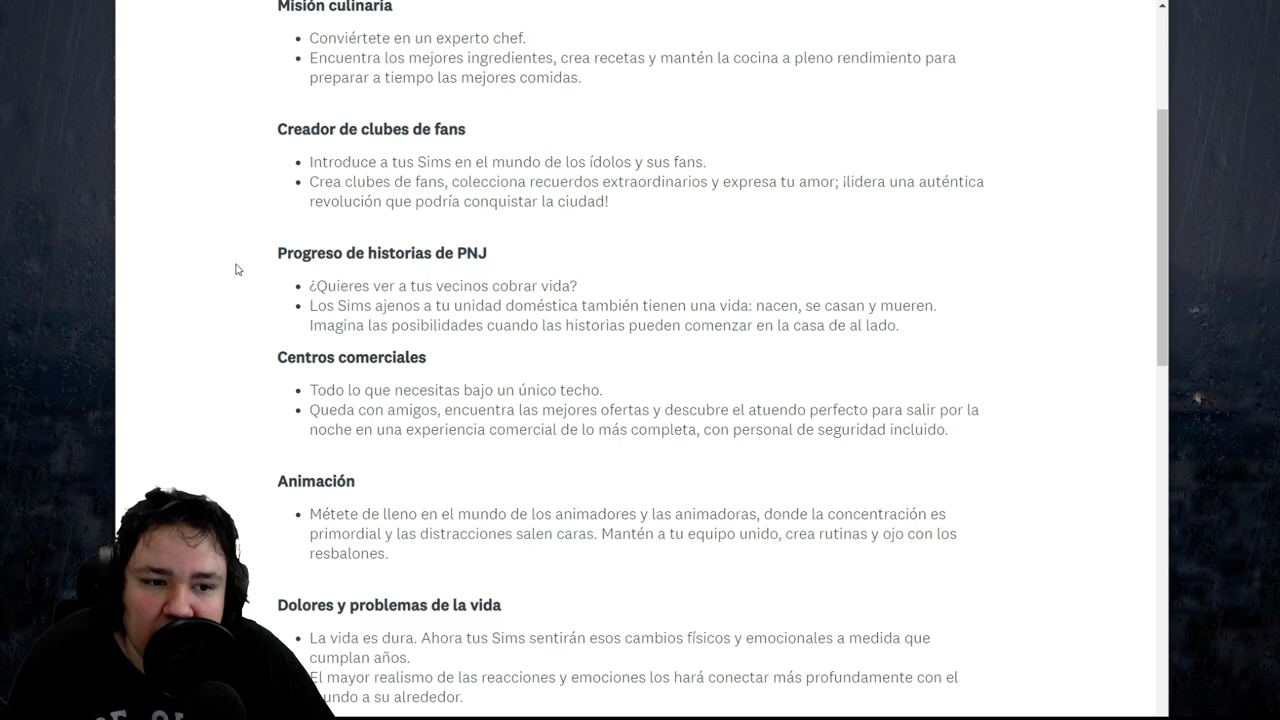 Misión culinaria
Conviértete en un experto chef.
Encuentra los mejores ingredientes, crea recetas y mantén la cocina a pleno rendimiento para
preparar a tiempo las mejores comidas.
Creador de clubes de fans
Introduce a tus Sims en el mundo de los ídolos y sus fans.
Crea clubes de fans, colecciona recuerdos extraordinarios y expresa tu amor; ¡lidera una auténtica
revolución que podría conquistar la ciudad!
Progreso de historias de PNJ
¿Quieres ver a tus vecinos cobrar vida?
Los Sims ajenos a tu unidad doméstica también tienen una vida: nacen, se casan y mueren.
Imagina las posibilidades cuando las historias pueden comenzar en la casa de al lado.
Centros comerciales
Todo lo que necesitas bajo un único techo.
Queda con amigos, encuentra las mejores ofertas y descubre el atuendo perfecto para salir por la
noche en una experiencia comercial de lo más completa, con personal de seguridad incluido.
Animación
Métete de lleno en el mundo de los animadores y las animadoras, donde la concentración es
primordial y las distracciones salen caras. Mantén a tu equipo unido, crea rutinas y ojo con los
resbalones.
Dolores y problemas de la vida
La vida es dura. Ahora tus Sims sentirán esos cambios físicos y emocionales a medida que
cumplan años.
El mayor realismo de las reacciones y emociones los hará conectar más profundamente con el
undo a su alrededor.